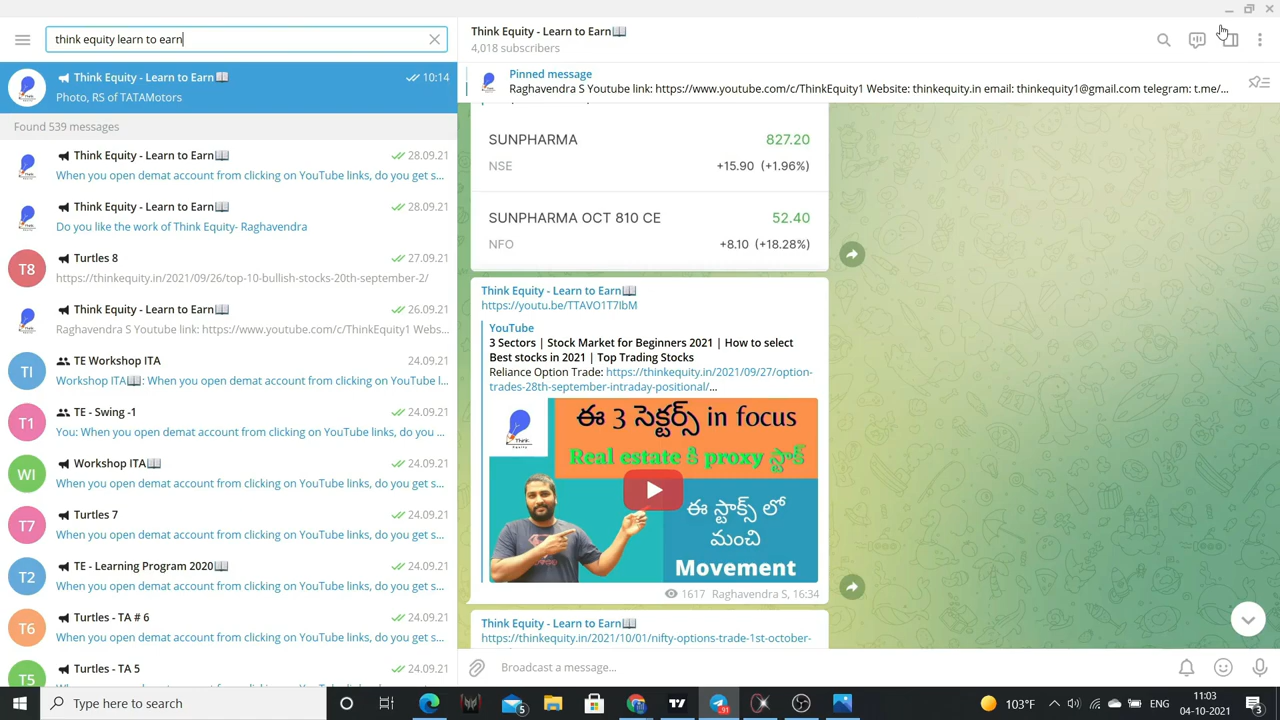 think equity learn to earn
Think Equity - Learn to Earn📖
10:14
Photo, RS of TATAMotors
Found 539 messages
Think Equity - Learn to Earn📖
28.09.21
When you open demat account from clicking on YouTube links, do you get s...
Think Equity - Learn to Earn📖
28.09.21
Do you like the work of Think Equity- Raghavendra
T8
Turtles 8
27.09.21
https://thinkequity.in/2021/09/26/top-10-bullish-stocks-20th-september-2/
Think Equity - Learn to Earn📖
26.09.21
Raghavendra S Youtube link: https://www.youtube.com/c/ThinkEquity1 Webs...
TI
TE Workshop ITA
24.09.21
Workshop ITA📖: When you open demat account from clicking on YouTube l...
T1
TE - Swing -1
24.09.21
You: When you open demat account from clicking on YouTube links, do you ...
WI
Workshop ITA📖
24.09.21
When you open demat account from clicking on YouTube links, do you get s...
T7
Turtles 7
24.09.21
When you open demat account from clicking on YouTube links, do you get s...
T2
TE - Learning Program 2020📖
24.09.21
When you open demat account from clicking on YouTube links, do you get s...
T6
Turtles - TA # 6
24.09.21
When you open demat account from clicking on YouTube links, do you get s...
T5
Turtles - TA 5
24.09.21
Think Equity - Learn to Earn📖
4,018 subscribers
Pinned message
Raghavendra S Youtube link: https://www.youtube.com/c/ThinkEquity1 Website: thinkequity.in email: thinkequity1@gmail.com telegram: t.me/...
SUNPHARMA
827.20
NSE
+15.90 (+1.96%)
SUNPHARMA OCT 810 CE
52.40
NFO
+8.10 (+18.28%)
Think Equity - Learn to Earn📖
https://youtu.be/TTAVO1T7IbM
YouTube
3 Sectors | Stock Market for Beginners 2021 | How to select
Best stocks in 2021 | Top Trading Stocks
Reliance Option Trade: https://thinkequity.in/2021/09/27/option-
trades-28th-september-intraday-positional/...
Think
Equity
ఈ 3 సెక్టర్స్ in focus
Real estate కి proxy స్టాక్
ఈ స్టాక్స్ లో
మంచి
Movement
1617 Raghavendra S, 16:34
Think Equity - Learn to Earn📖
https://thinkequity.in/2021/10/01/nifty-options-trade-1st-october-
Broadcast a message...
Type here to search
5
91
103°F
ENG
11:03
04-10-2021
3